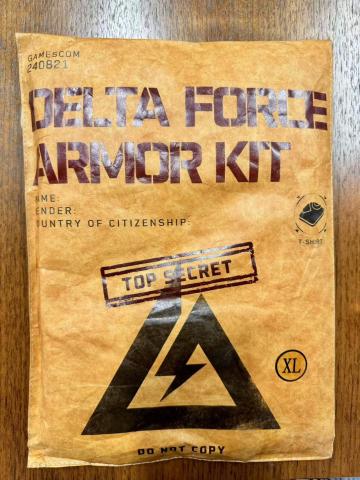 GAMESCOM
240821
DELTA FORCE
ARMOR KIT
NAME:
GENDER:
COUNTRY OF CITIZENSHIP:
T-SHIRT
TOP SECRET
XL
DO NOT COPY